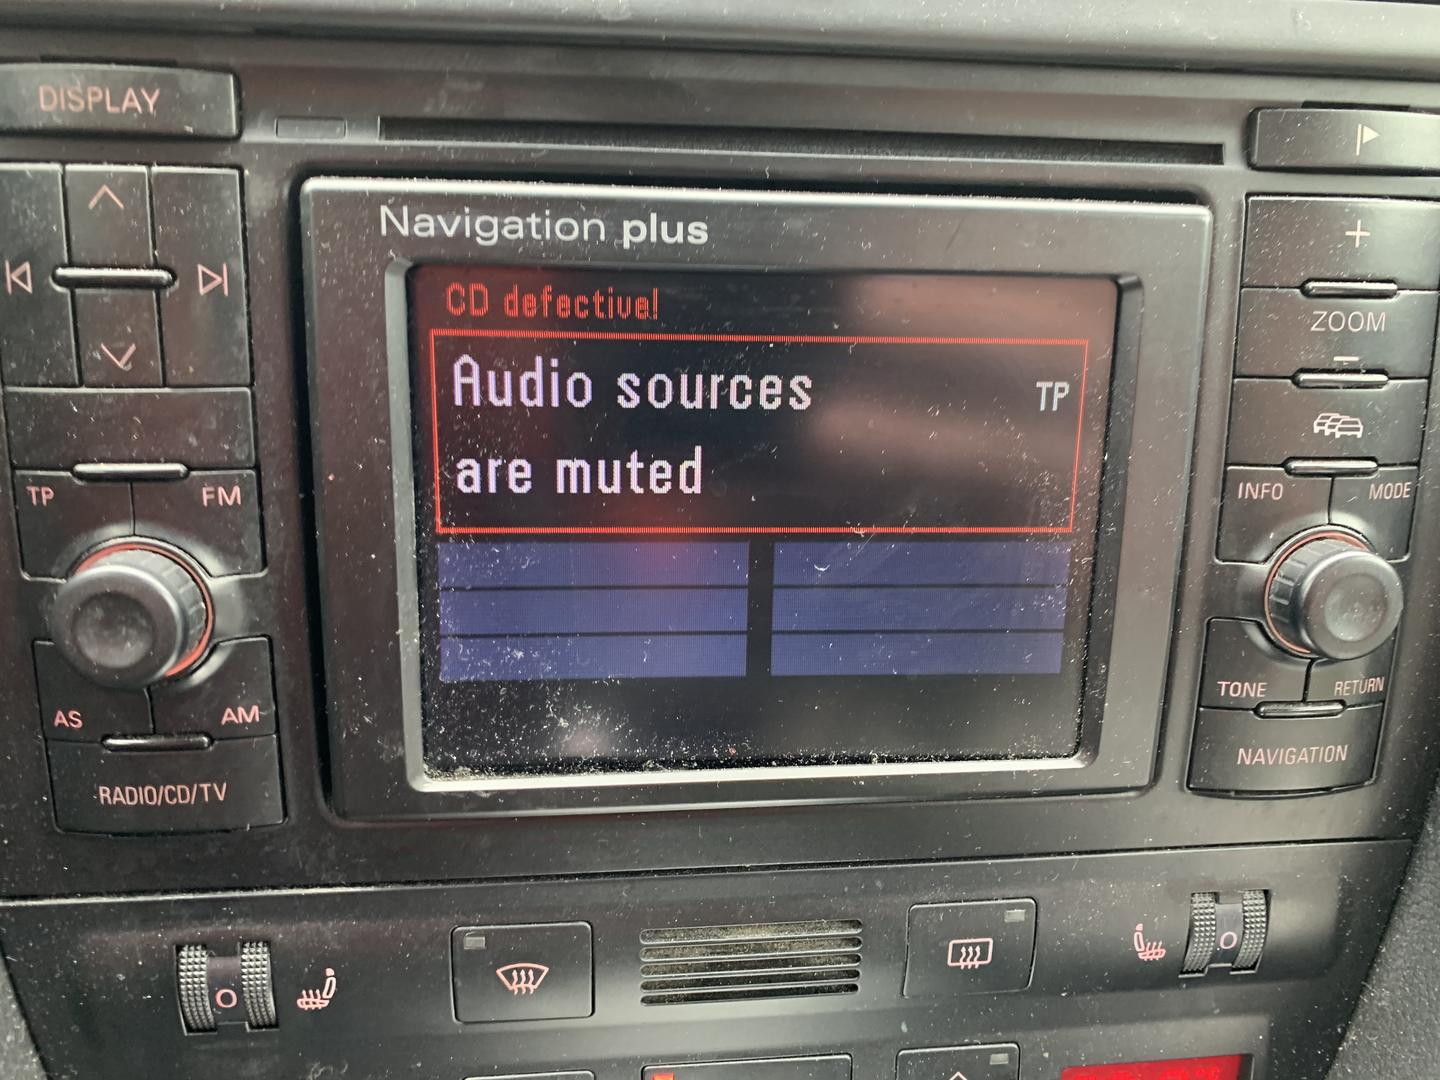 DISPLAY
Navigation plus
CD defective!
Audio sources
TP
are muted
+
ZOOM
−
TP
FM
INFO
MODE
AS
AM
TONE
RETURN
RADIO/CD/TV
NAVIGATION
O
O